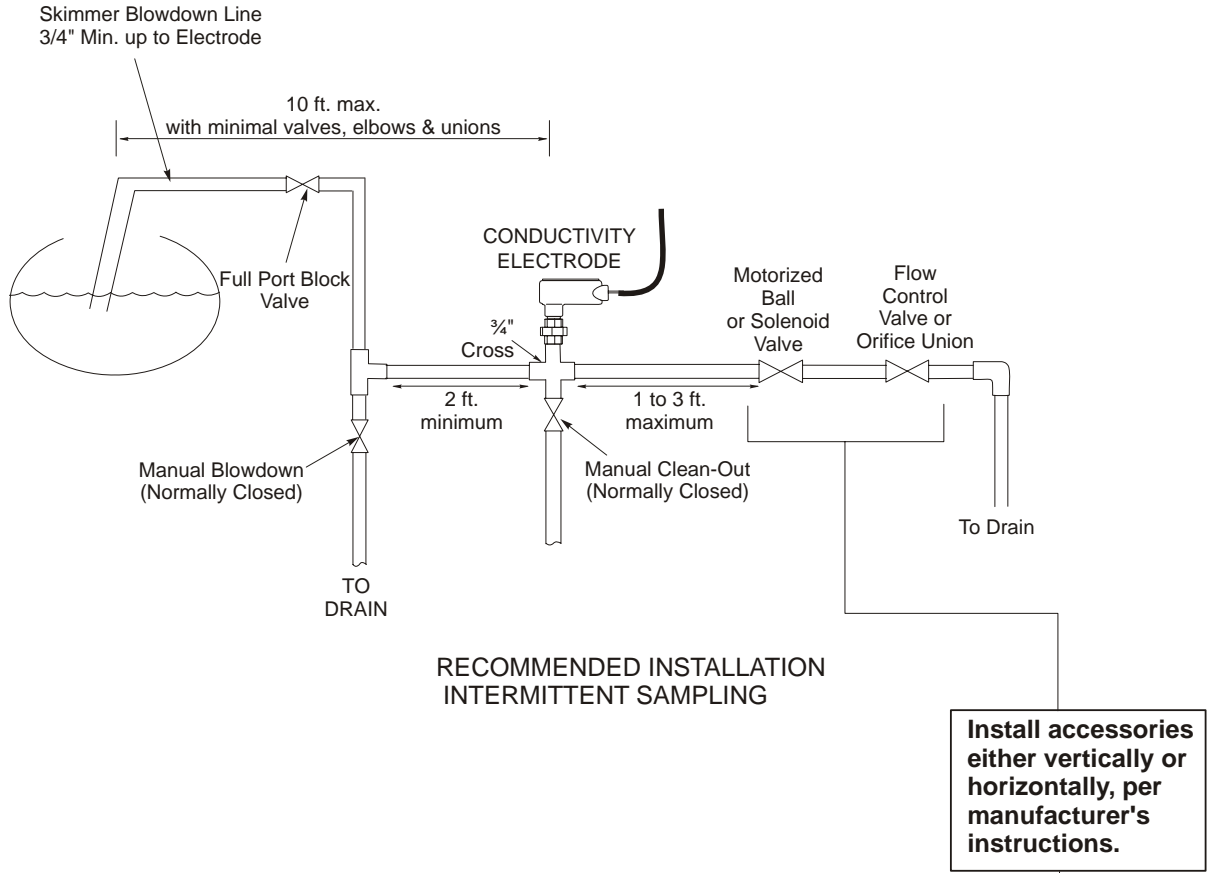 Skimmer Blowdown Line
3/4" Min. up to Electrode
10 ft. max.
with minimal valves, elbows & unions
CONDUCTIVITY
ELECTRODE
Full Port Block
Valve
Motorized
Ball
or Solenoid
Valve
Flow
Control
Valve or
Orifice Union
¾"
Cross
2 ft.
minimum
1 to 3 ft.
maximum
Manual Blowdown
(Normally Closed)
Manual Clean-Out
(Normally Closed)
To Drain
TO
DRAIN
RECOMMENDED INSTALLATION
INTERMITTENT SAMPLING
Install accessories
either vertically or
horizontally, per
manufacturer's
instructions.